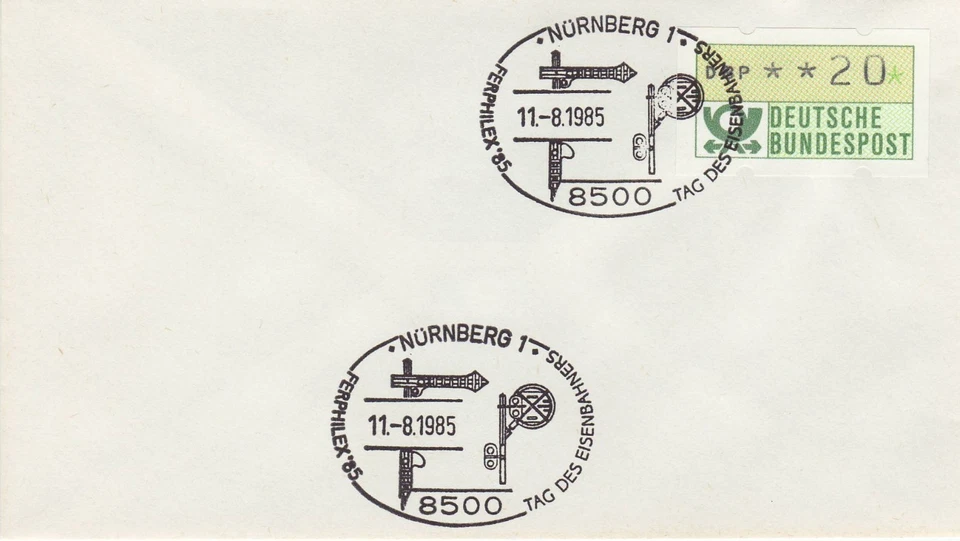 NÜRNBERG 1
FERPHILEX '85
11.-8.1985
8500
TAG DES EISENBAHNERS
DBP **20*
DEUTSCHE
BUNDESPOST
NÜRNBERG 1
FERPHILEX '85
11.-8.1985
8500
TAG DES EISENBAHNERS